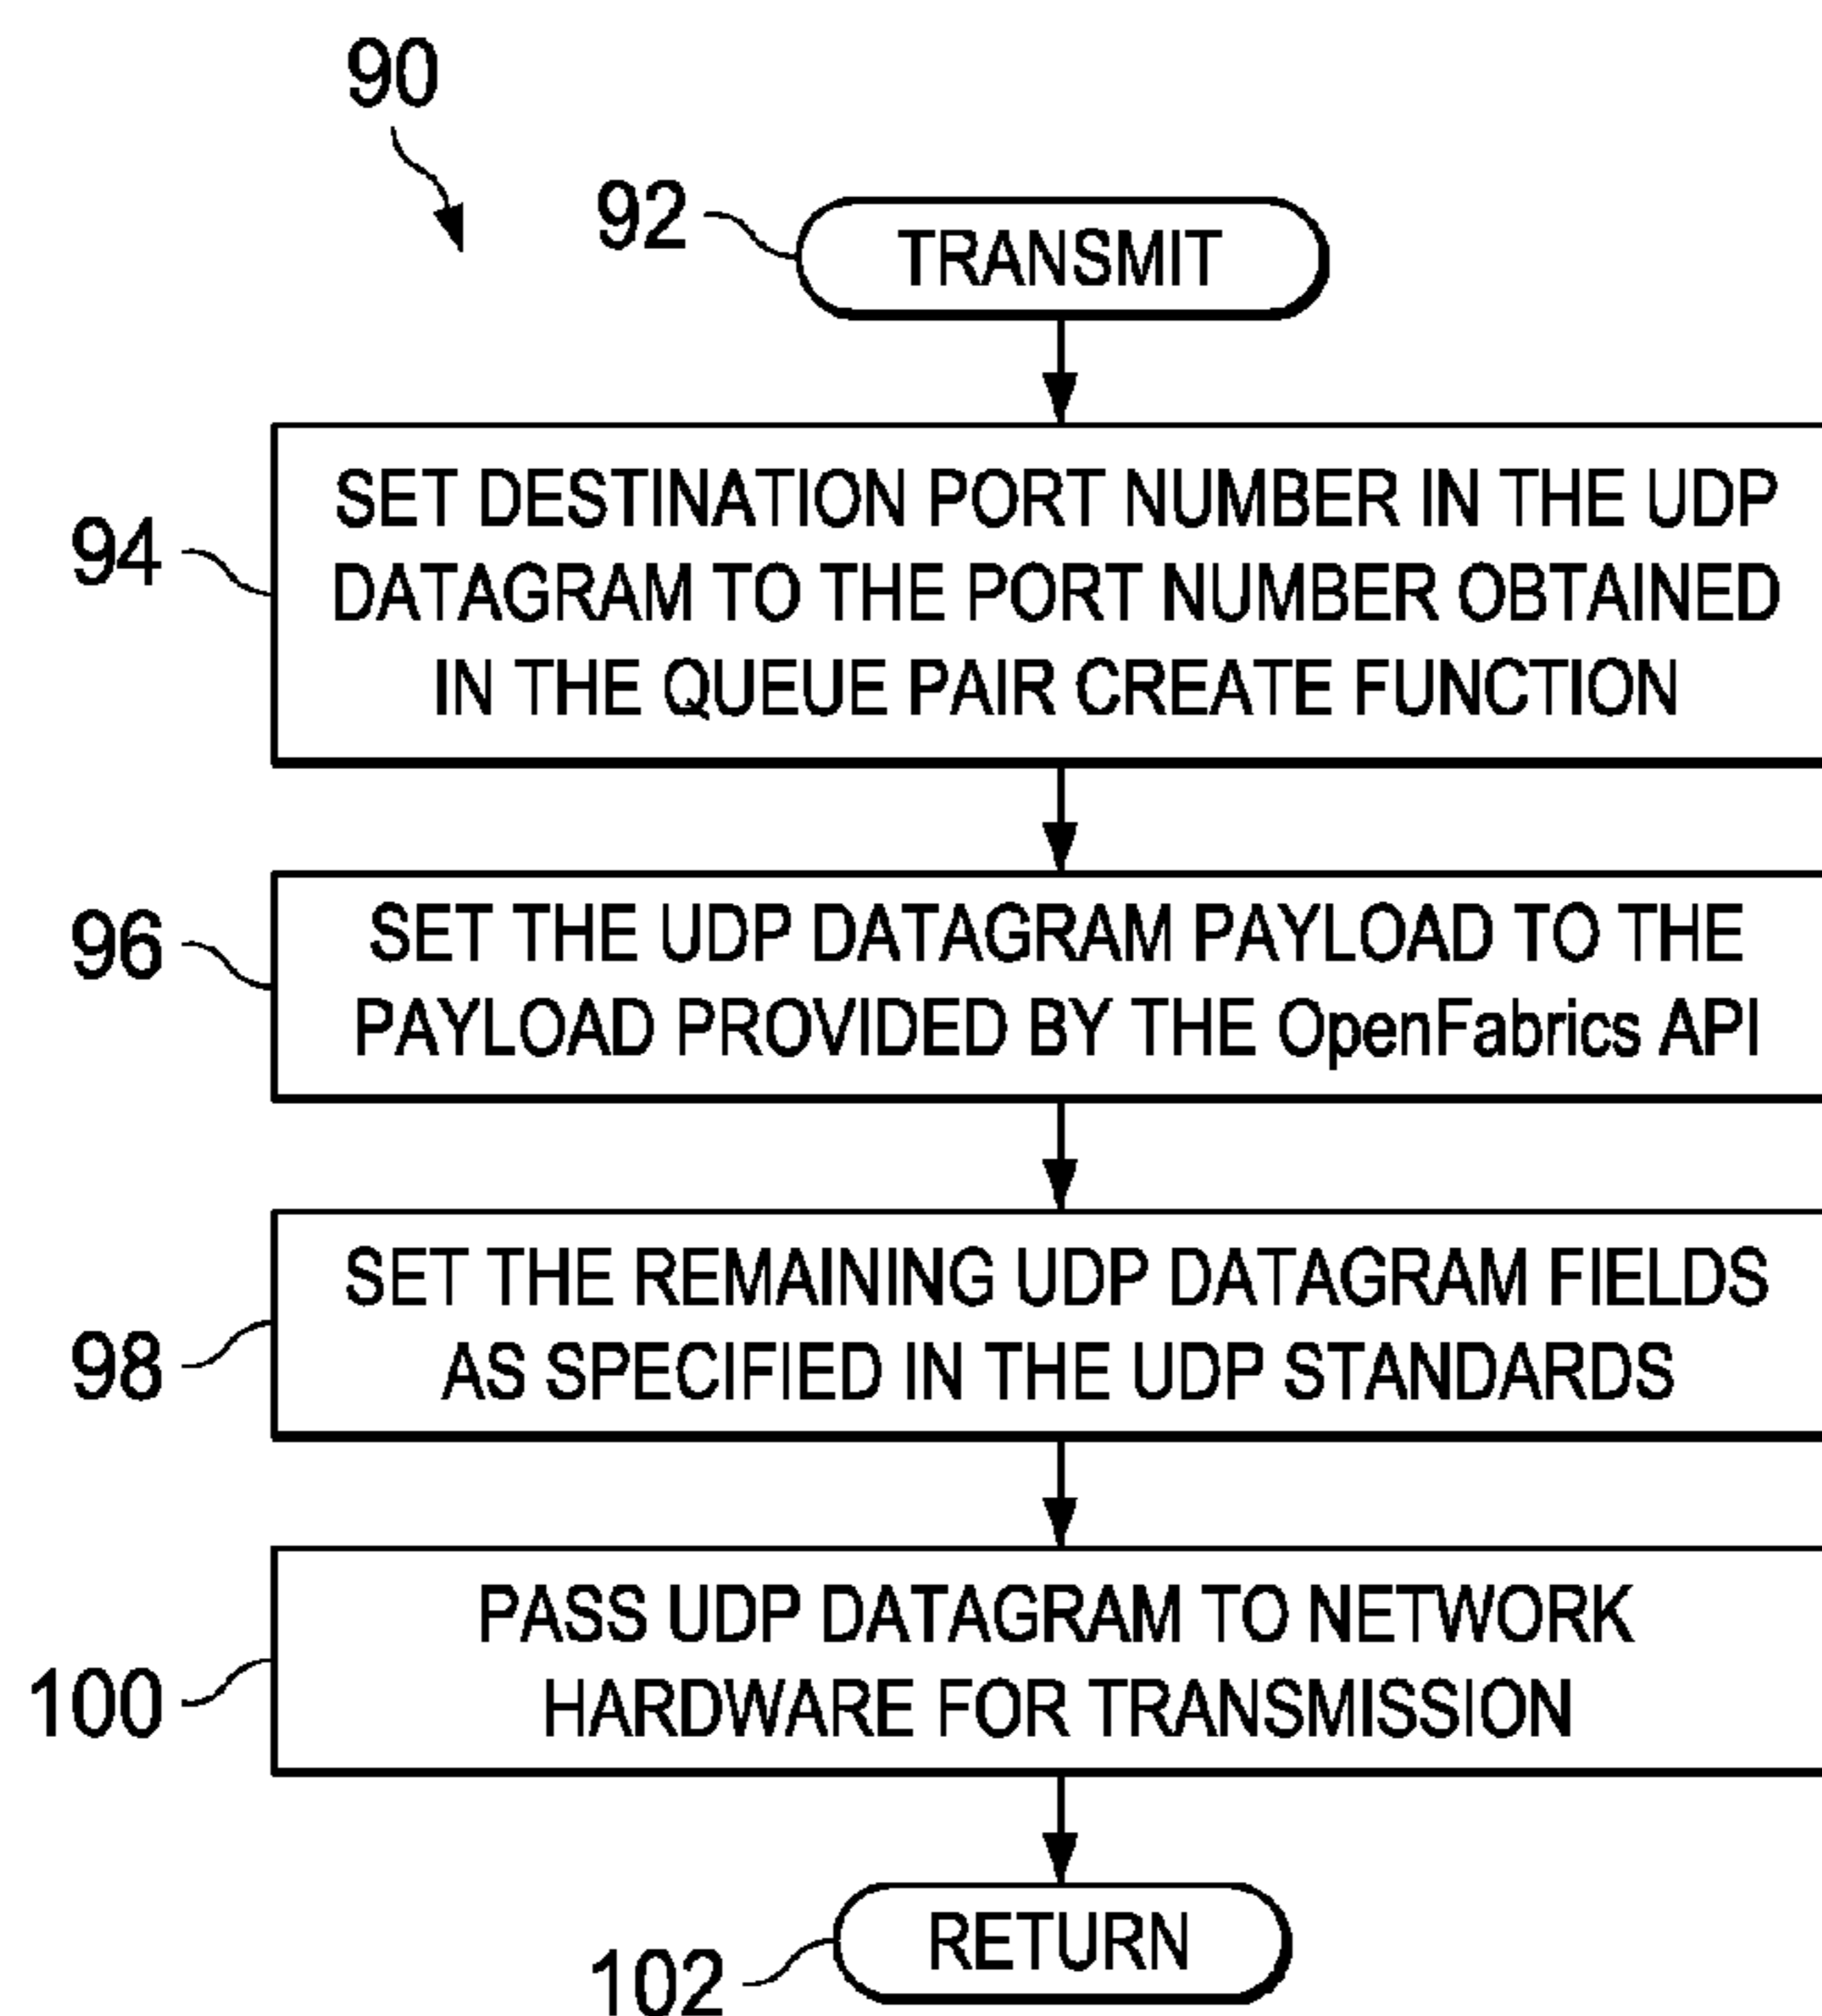 90
92
TRANSMIT
94
SET DESTINATION PORT NUMBER IN THE UDP
DATAGRAM TO THE PORT NUMBER OBTAINED
IN THE QUEUE PAIR CREATE FUNCTION
96
SET THE UDP DATAGRAM PAYLOAD TO THE
PAYLOAD PROVIDED BY THE OpenFabrics API
98
SET THE REMAINING UDP DATAGRAM FIELDS
AS SPECIFIED IN THE UDP STANDARDS
100
PASS UDP DATAGRAM TO NETWORK
HARDWARE FOR TRANSMISSION
102
RETURN